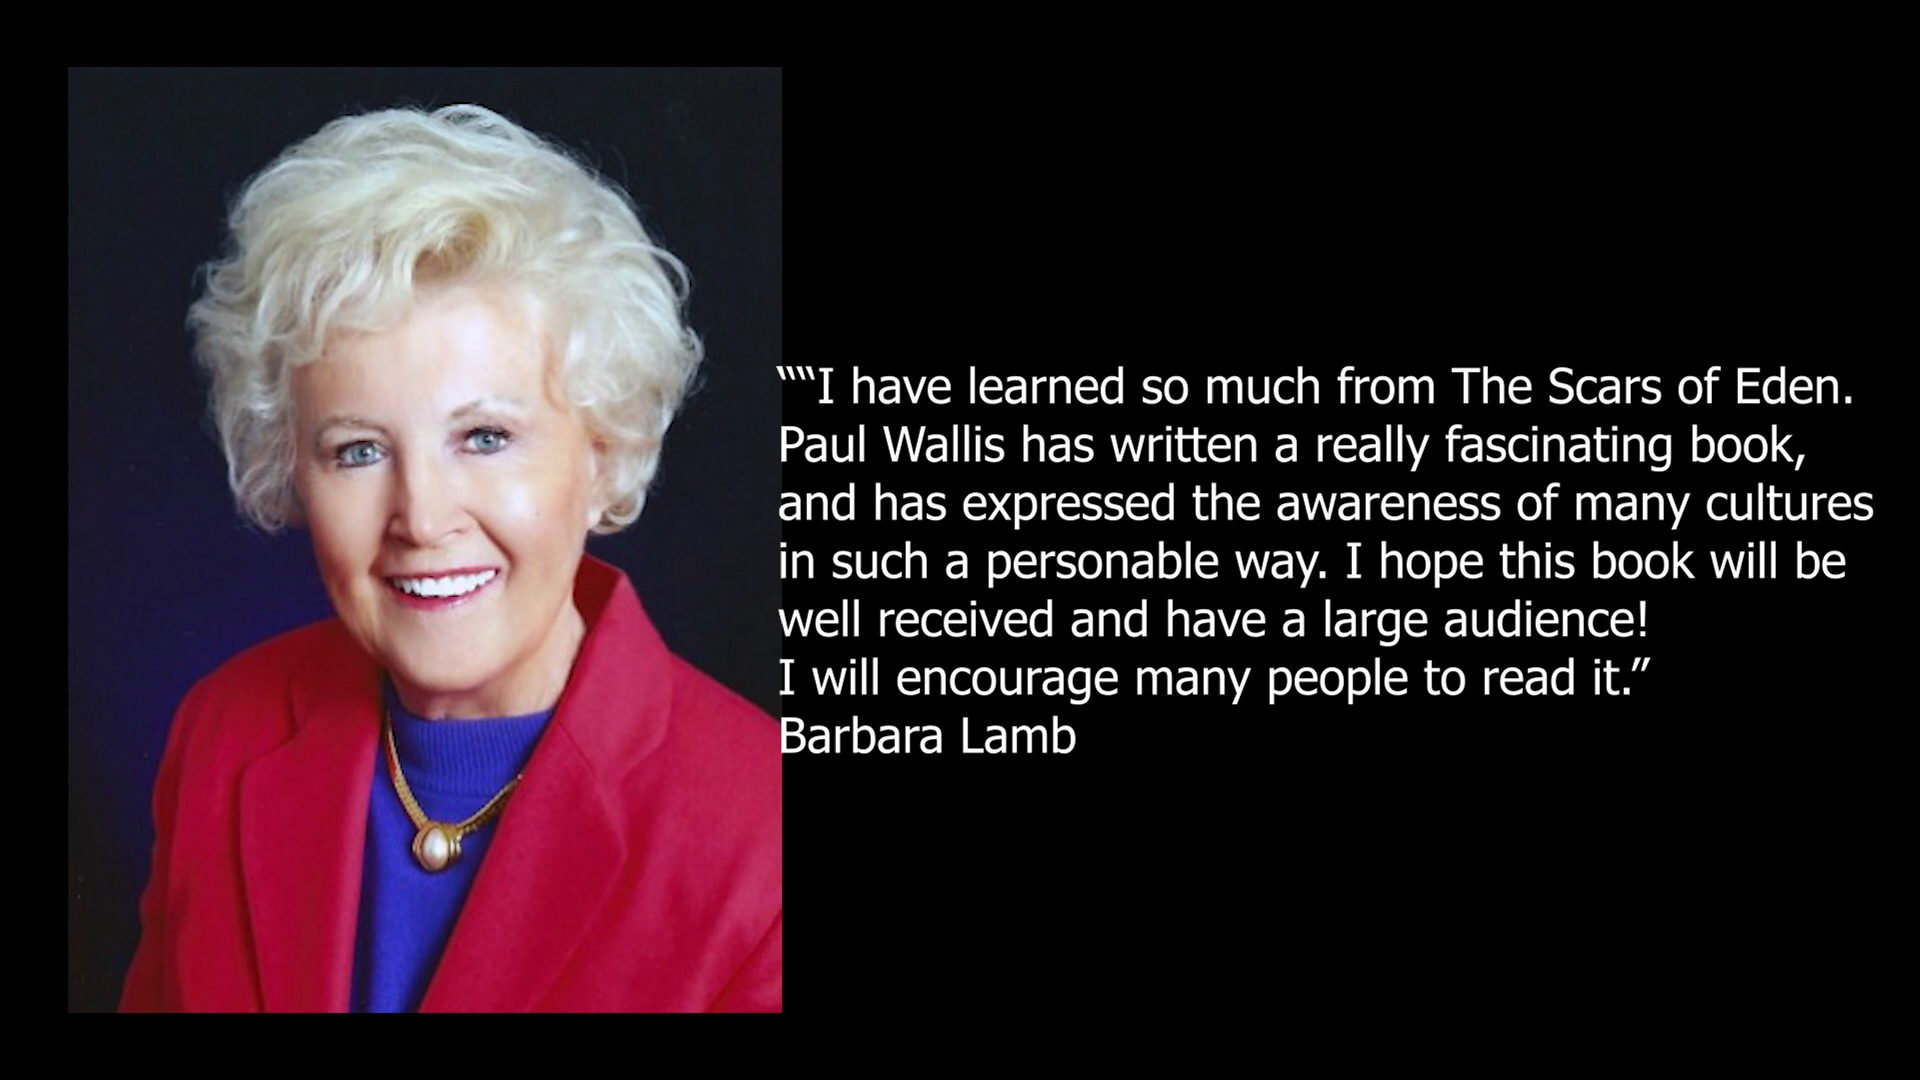 ““I have learned so much from The Scars of Eden.
Paul Wallis has written a really fascinating book,
and has expressed the awareness of many cultures
in such a personable way. I hope this book will be
well received and have a large audience!
I will encourage many people to read it.”
Barbara Lamb